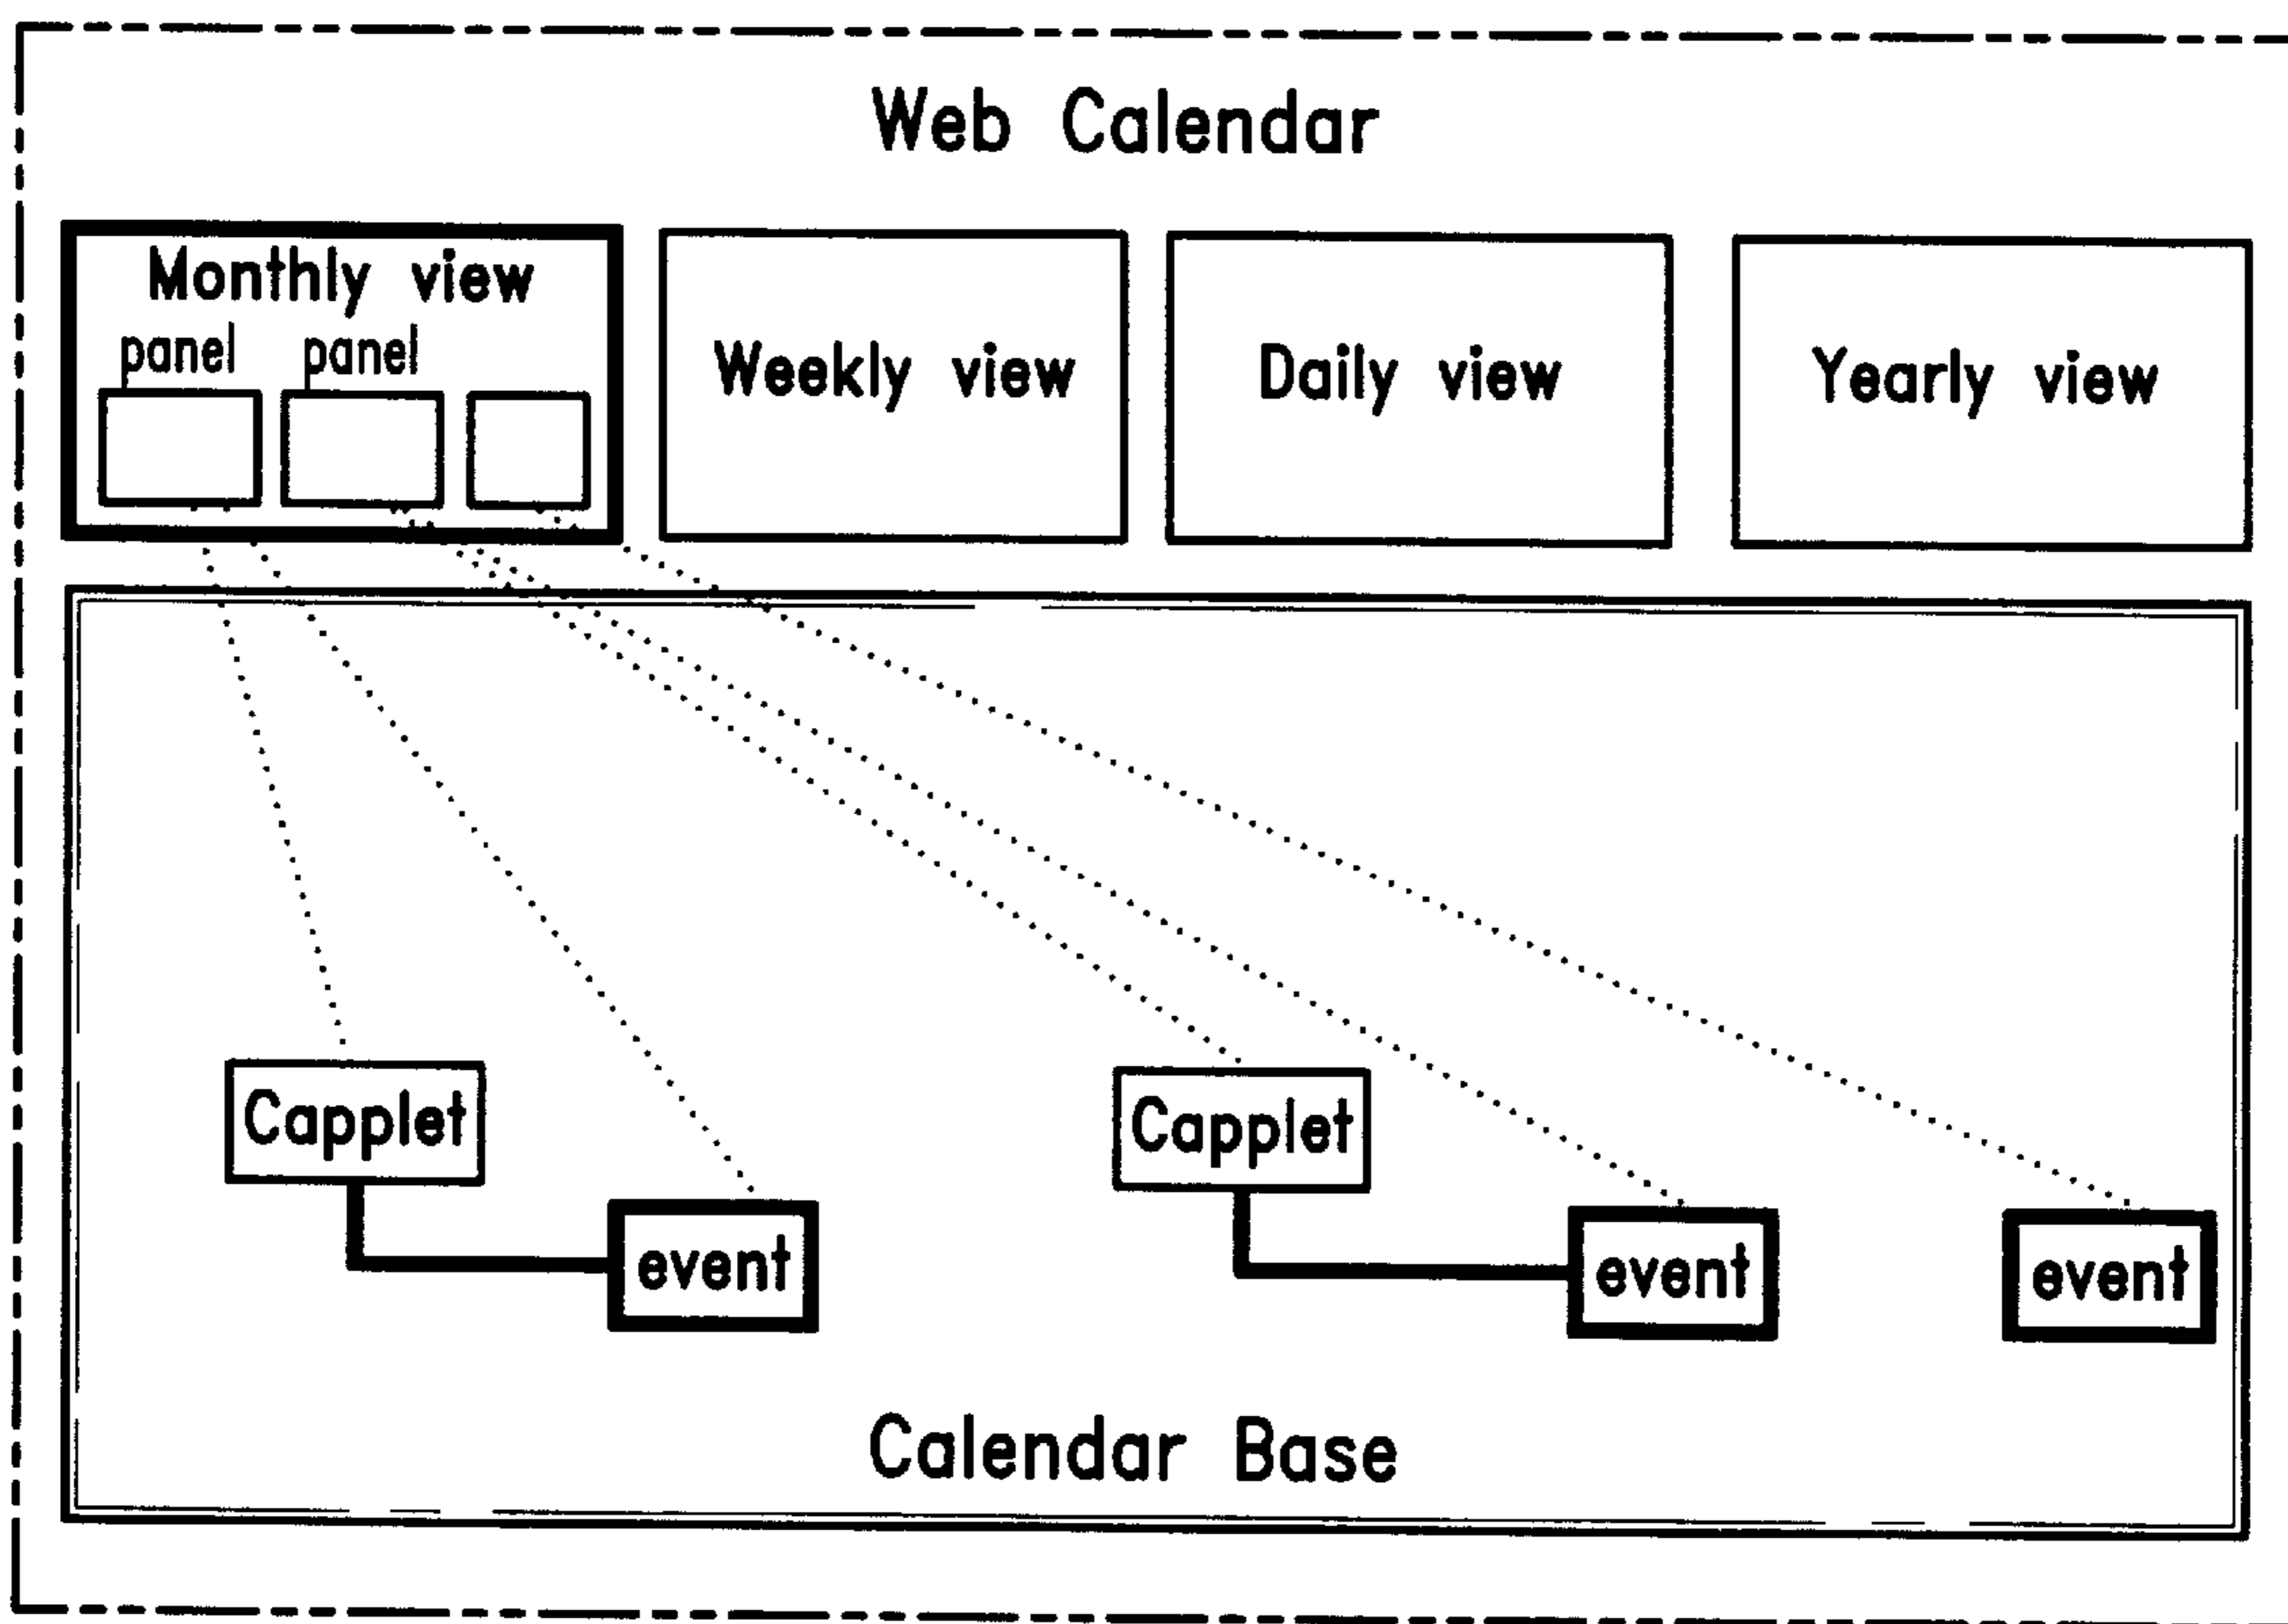 Web Calendar
Monthly view
panel panel
Weekly view
Daily view
Yearly view
Capplet
event
Capplet
event
event
Calendar Base